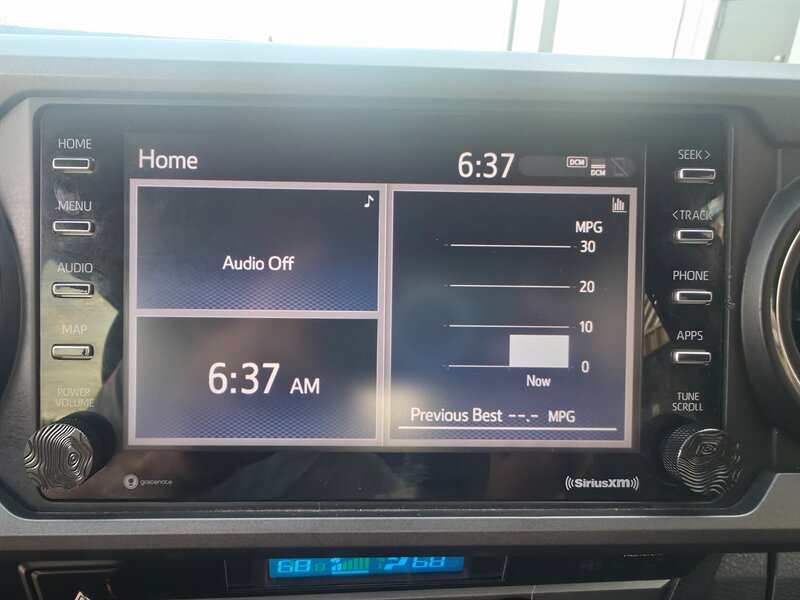 HOME
MENU
AUDIO
MAP
POWER
VOLUME
Home
6:37
DCM
DCM
Audio Off
6:37 AM
MPG
30
20
10
0
Now
Previous Best --.- MPG
SEEK >
< TRACK
PHONE
APPS
TUNE
SCROLL
gracenote
((SiriusXM))
68 68